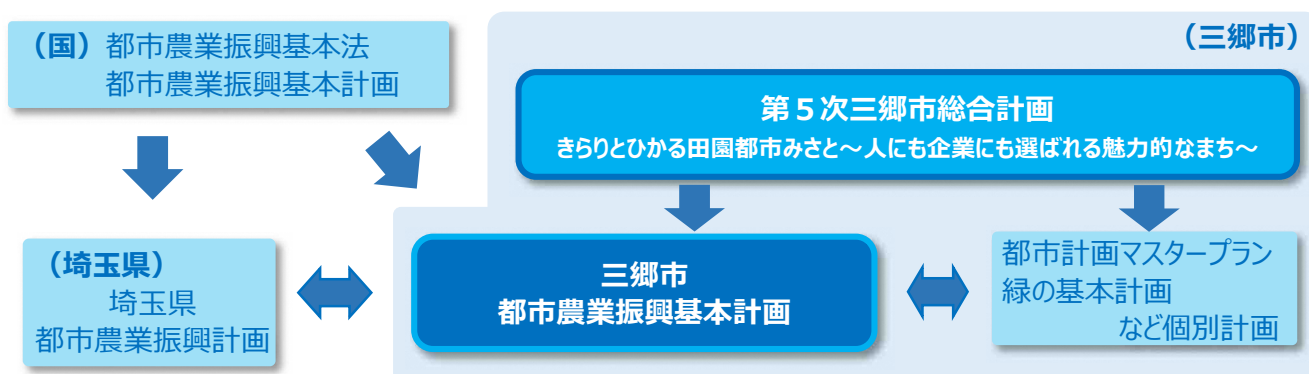 （国）都市農業振興基本法
都市農業振興基本計画
（三郷市）
第５次三郷市総合計画
きらりとひかる田園都市みさと～人にも企業にも選ばれる魅力的なまち～
（埼玉県）
埼玉県
都市農業振興計画
三郷市
都市農業振興基本計画
都市計画マスタープラン
緑の基本計画
など個別計画